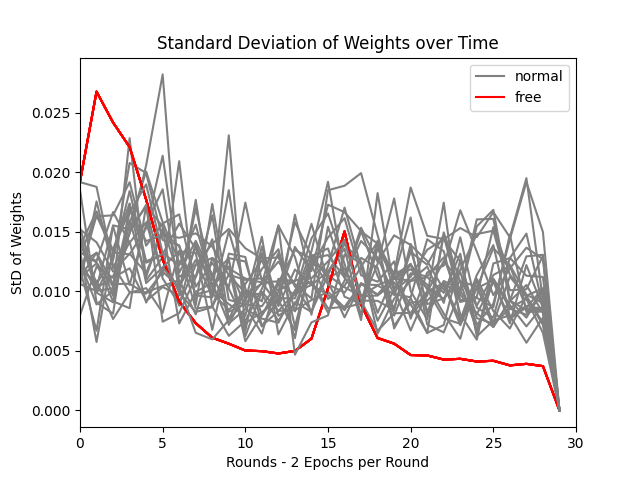 Standard Deviation of Weights over Time
normal
free
StD of Weights
0.025
0.020
0.015
0.010
0.005
0.000
0
5
10
15
20
25
30
Rounds - 2 Epochs per Round